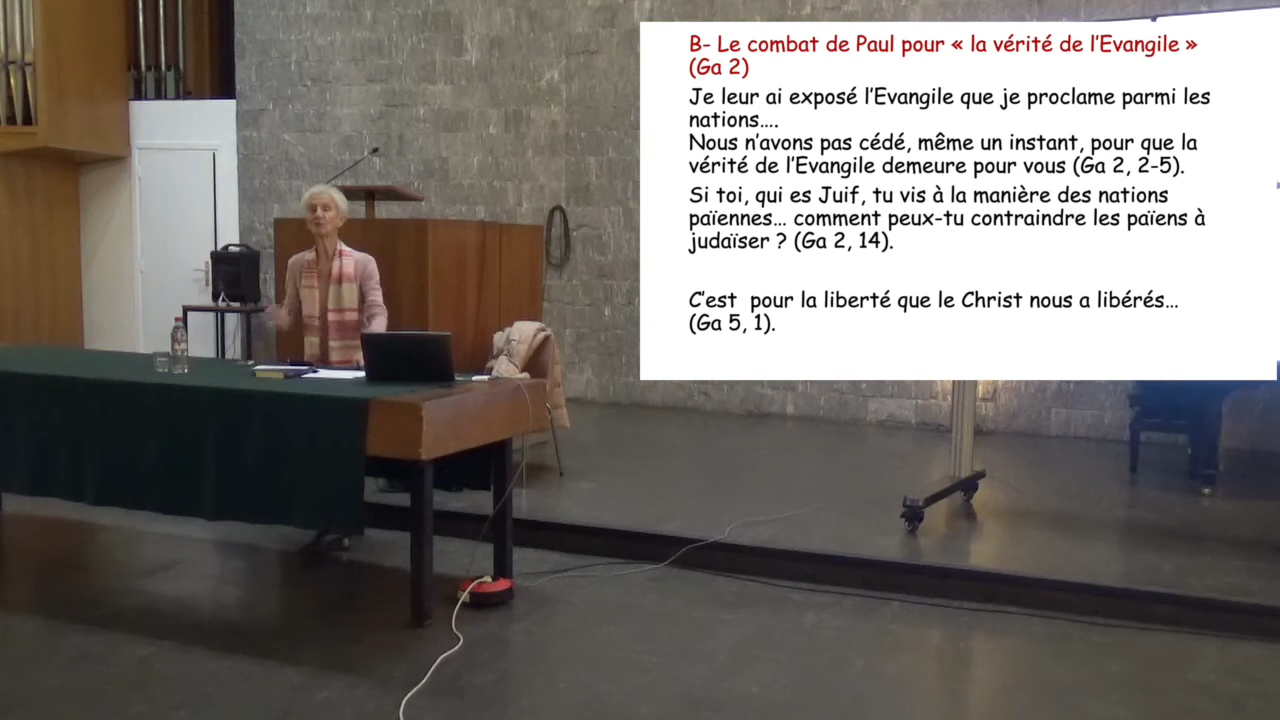 B- Le combat de Paul pour « la vérité de l'Evangile »
(Ga 2)
Je leur ai exposé l'Evangile que je proclame parmi les
nations....
Nous n'avons pas cédé, même un instant, pour que la
vérité de l'Evangile demeure pour vous (Ga 2, 2-5).
Si toi, qui es Juif, tu vis à la manière des nations
païennes... comment peux-tu contraindre les païens à
judaïser ? (Ga 2, 14).
C'est  pour la liberté que le Christ nous a libérés...
(Ga 5, 1).